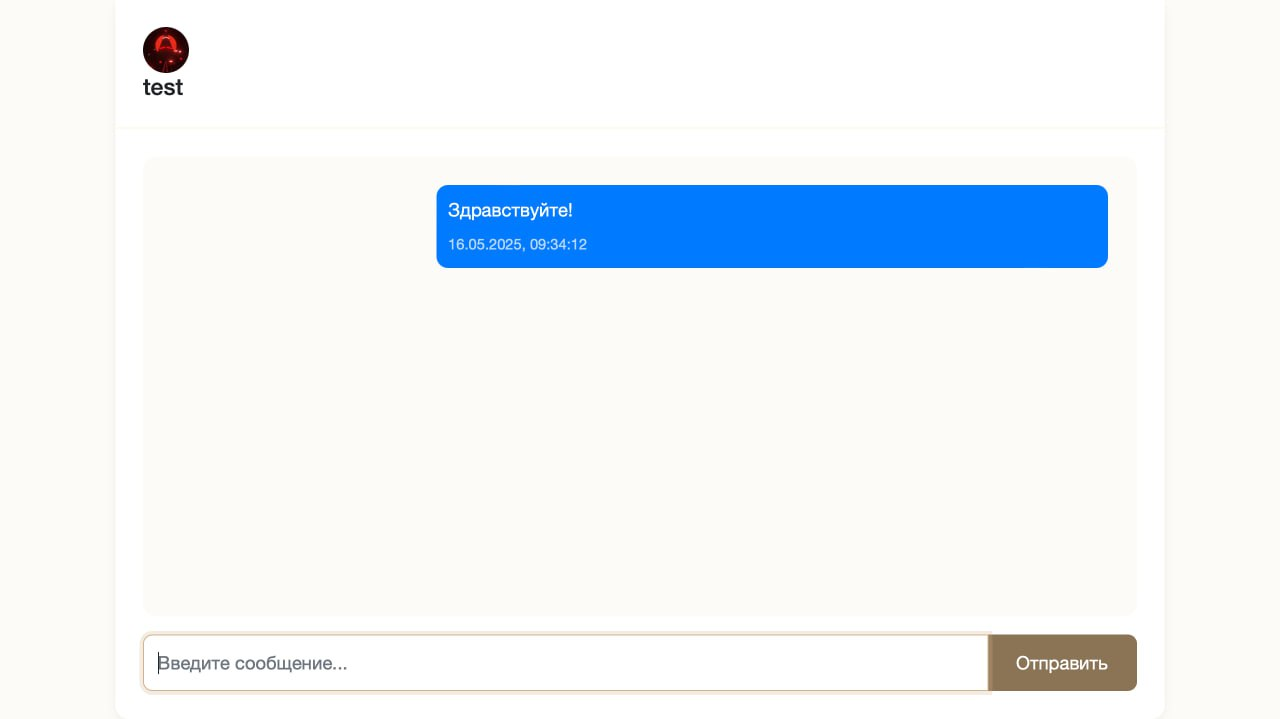 test
Здравствуйте!
16.05.2025, 09:34:12
Введите сообщение...
Отправить